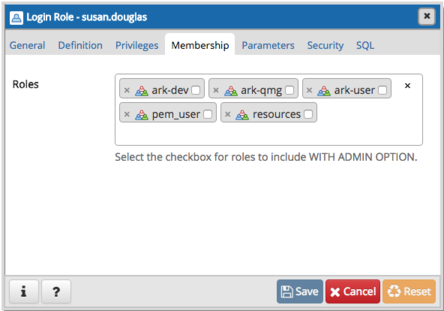 Login Role - susan.douglas
General Definition Privileges Membership Parameters Security SQL
Roles
ark-dev ark-qmg ark-user
pem_user resources
Select the checkbox for roles to include WITH ADMIN OPTION.
i ? Save Cancel Reset